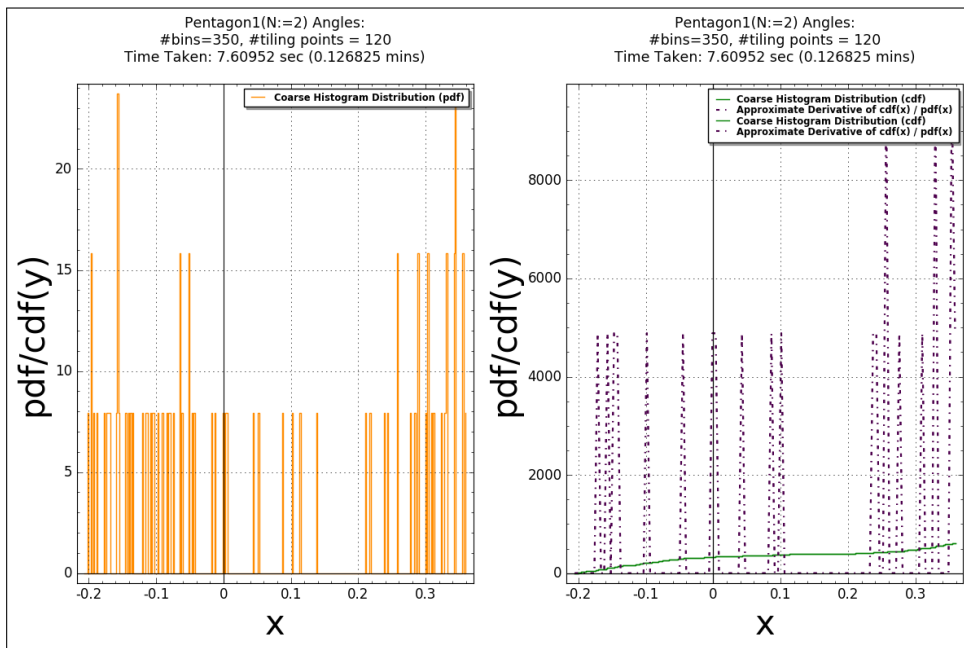 Pentagon1(N:=2) Angles:
#bins=350, #tiling points = 120
Time Taken: 7.60952 sec (0.126825 mins)
Coarse Histogram Distribution (pdf)
pdf/cdf(y)
20
15
10
5
0
-0.2 -0.1 0 0.1 0.2 0.3
x
Pentagon1(N:=2) Angles:
#bins=350, #tiling points = 120
Time Taken: 7.60952 sec (0.126825 mins)
Coarse Histogram Distribution (cdf)
Approximate Derivative of cdf(x) / pdf(x)
Coarse Histogram Distribution (cdf)
Approximate Derivative of cdf(x) / pdf(x)
pdf/cdf(y)
8000
6000
4000
2000
0
-0.2 -0.1 0 0.1 0.2 0.3
x